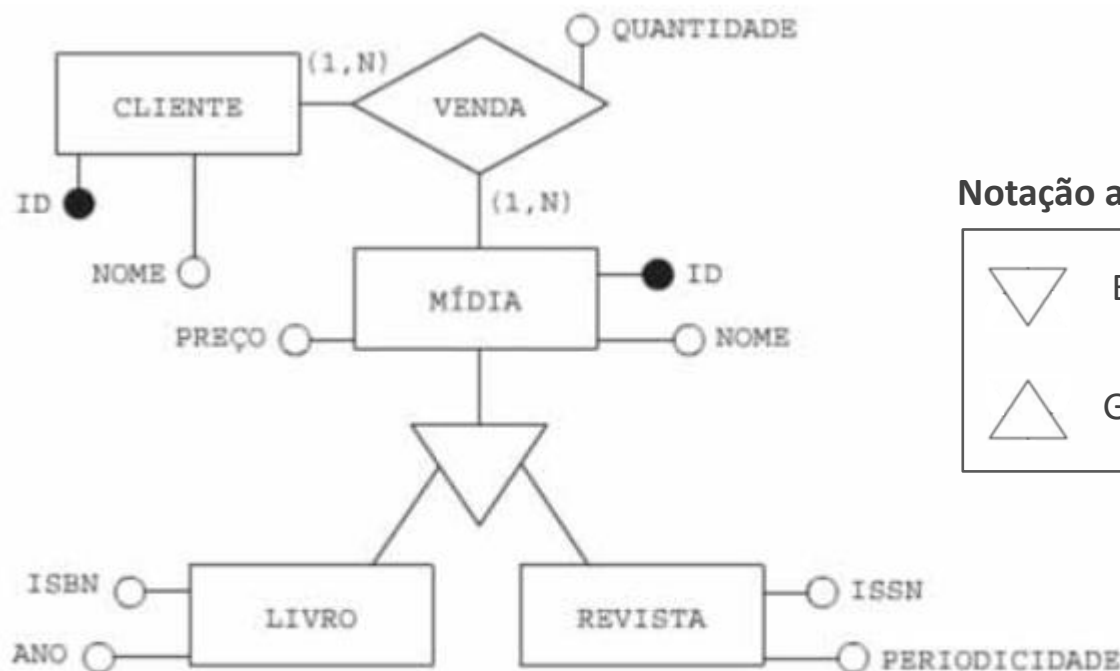 QUANTIDADE
(1,N)
CLIENTE
VENDA
ID
(1,N)
NOME
ID
MÍDIA
PREÇO
NOME
Notação a
E
G
ISBN
ISSN
LIVRO
REVISTA
ANO
PERIODICIDADE